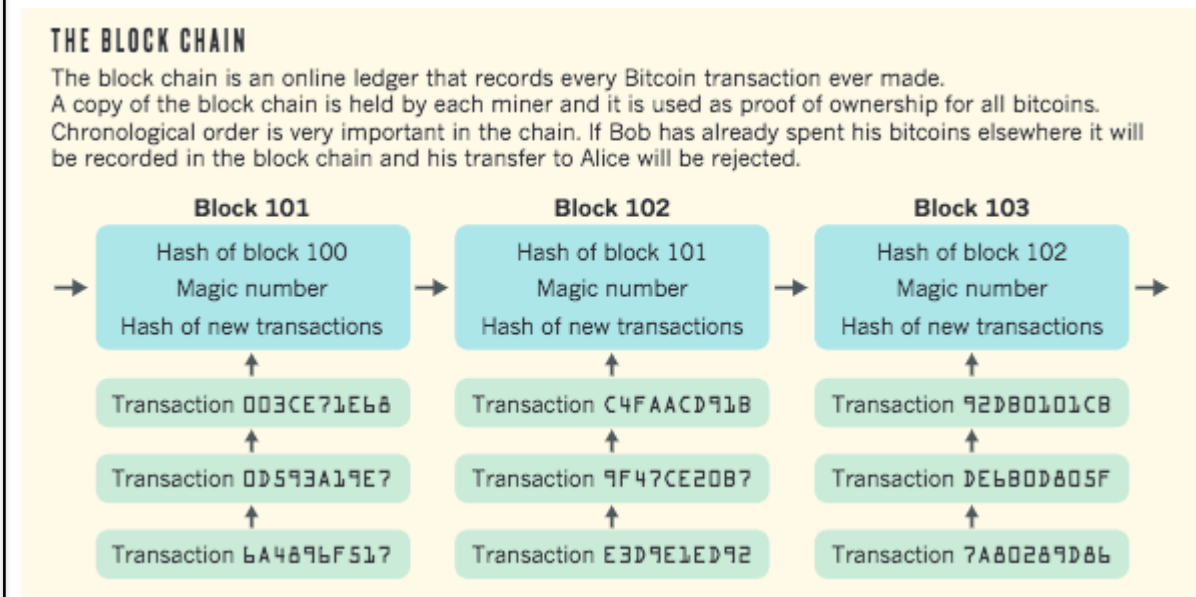 THE BLOCK CHAIN
The block chain is an online ledger that records every Bitcoin transaction ever made.
A copy of the block chain is held by each miner and it is used as proof of ownership for all bitcoins.
Chronological order is very important in the chain. If Bob has already spent his bitcoins elsewhere it will
be recorded in the block chain and his transfer to Alice will be rejected.
Block 101
Hash of block 100
Magic number
Hash of new transactions
Transaction 003CE71E68
Transaction 0D593A19E7
Transaction 6A4896F517
Block 102
Hash of block 101
Magic number
Hash of new transactions
Transaction C4FAACD91B
Transaction 9F47CE20B7
Transaction E3D9E1ED92
Block 103
Hash of block 102
Magic number
Hash of new transactions
Transaction 92DB0101CB
Transaction DE6B0D805F
Transaction 7A80289D86